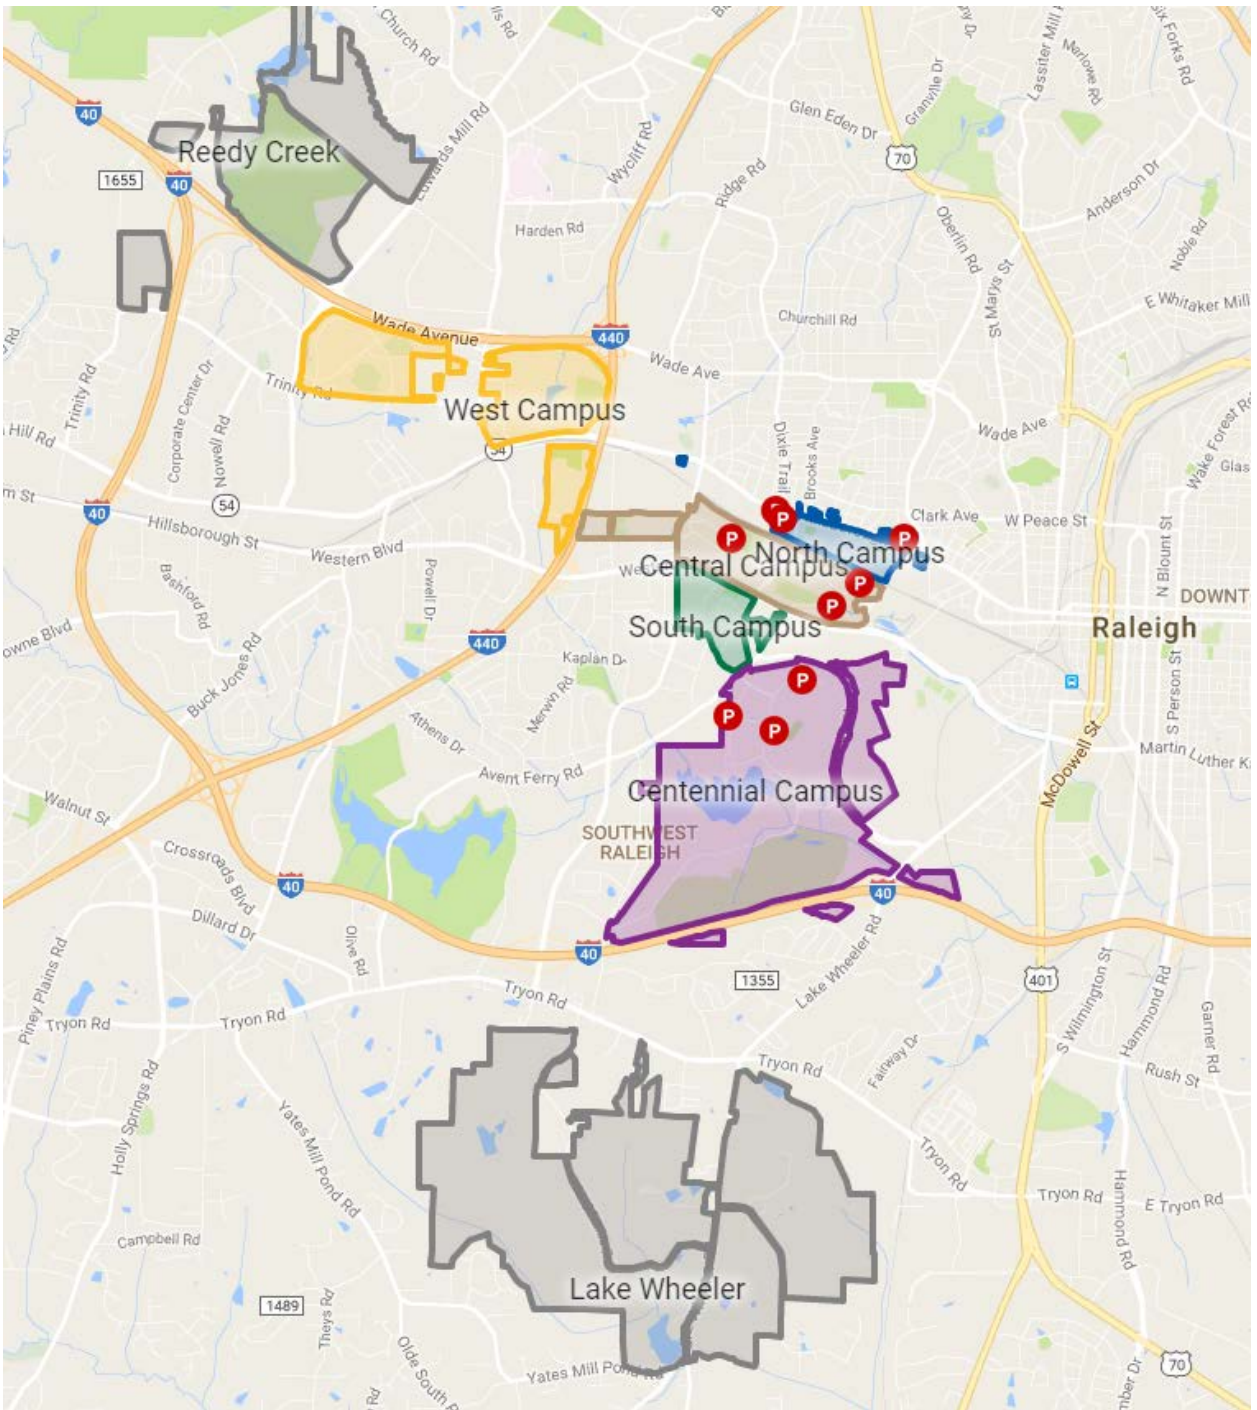 Church Rd
Lassiter Mill R
Six Forks Rd
Marlowe Rd
Granville Dr
Glen Eden Dr
40
Reedy Creek
Edwards Mill Rd
Wycliff Rd
Ridge Rd
70
Anderson Dr
1655
40
Harden Rd
Oberlin Rd
Noble Rd
St Marys St
E Whitaker Mill
Churchill Rd
Wade Avenue
440
Wade Ave
Trinity Rd
Trinity Rd
Corporate Center Dr
West Campus
Nowell Rd
Hill Rd
54
Dixie Trail
Brooks Ave
Wade Ave
Wake Forest Rd
Glas
m St
40
54
Hillsborough St
P
P
P
Clark Ave
W Peace St
N Blount St
Western Blvd
P
North Campus
Central Campus
P
P
DOWNT
Bashford Rd
Powell Dr
owne Blvd
440
South Campus
Raleigh
Buck Jones Rd
Kaplan Dr
Merwin Rd
P
P
P
S Person St
Athens Dr
Avent Ferry Rd
McDowell St
Martin Luther K
Centennial Campus
Walnut St
SOUTHWEST
RALEIGH
Crossroads Blvd
40
40
Dillard Dr
Olive Rd
40
Piney Plains Rd
1355
Lake Wheeler Rd
401
S Wilmington St
Hammond Rd
Garner Rd
Tryon Rd
Tryon Rd
Tryon Rd
Tryon Rd
Fairway Dr
Rush St
Holly Springs Rd
Yates Mill Pond Rd
Tryon Rd
Tryon Rd
E Tryon Rd
Hammond Rd
Campbell Rd
Lake Wheeler
1489
Theys Rd
Olde South R
Yates Mill Pond Rd
70
mber Dr
Rd